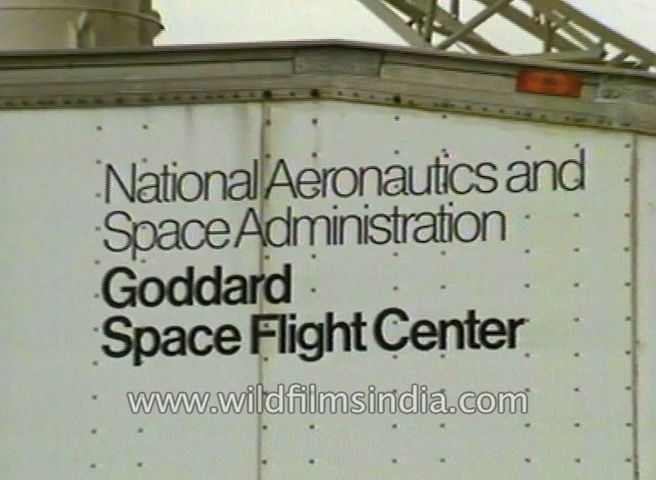 National Aeronautics and
Space Administration
Goddard
Space Flight Center
www.wildfilmsindia.com